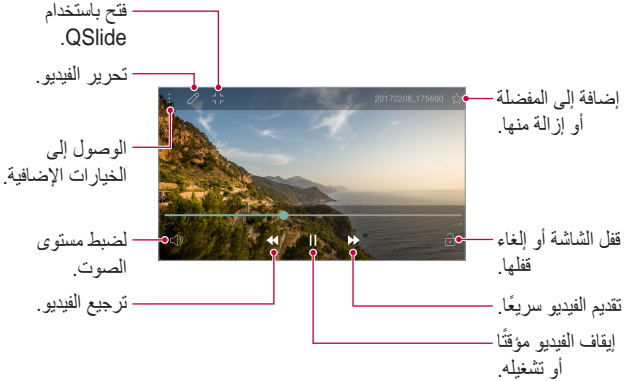 فتح باستخدام
QSlide.
تحرير الفيديو.
الوصول إلى
الخيارات الإضافية.
لضبط مستوى
الصوت.
ترجيع الفيديو.
20170208_175600
إضافة إلى المفضلة
أو إزالة منها.
قفل الشاشة أو إلغاء
قفلها.
تقديم الفيديو سريعًا.
إيقاف الفيديو مؤقتًا
أو تشغيله.